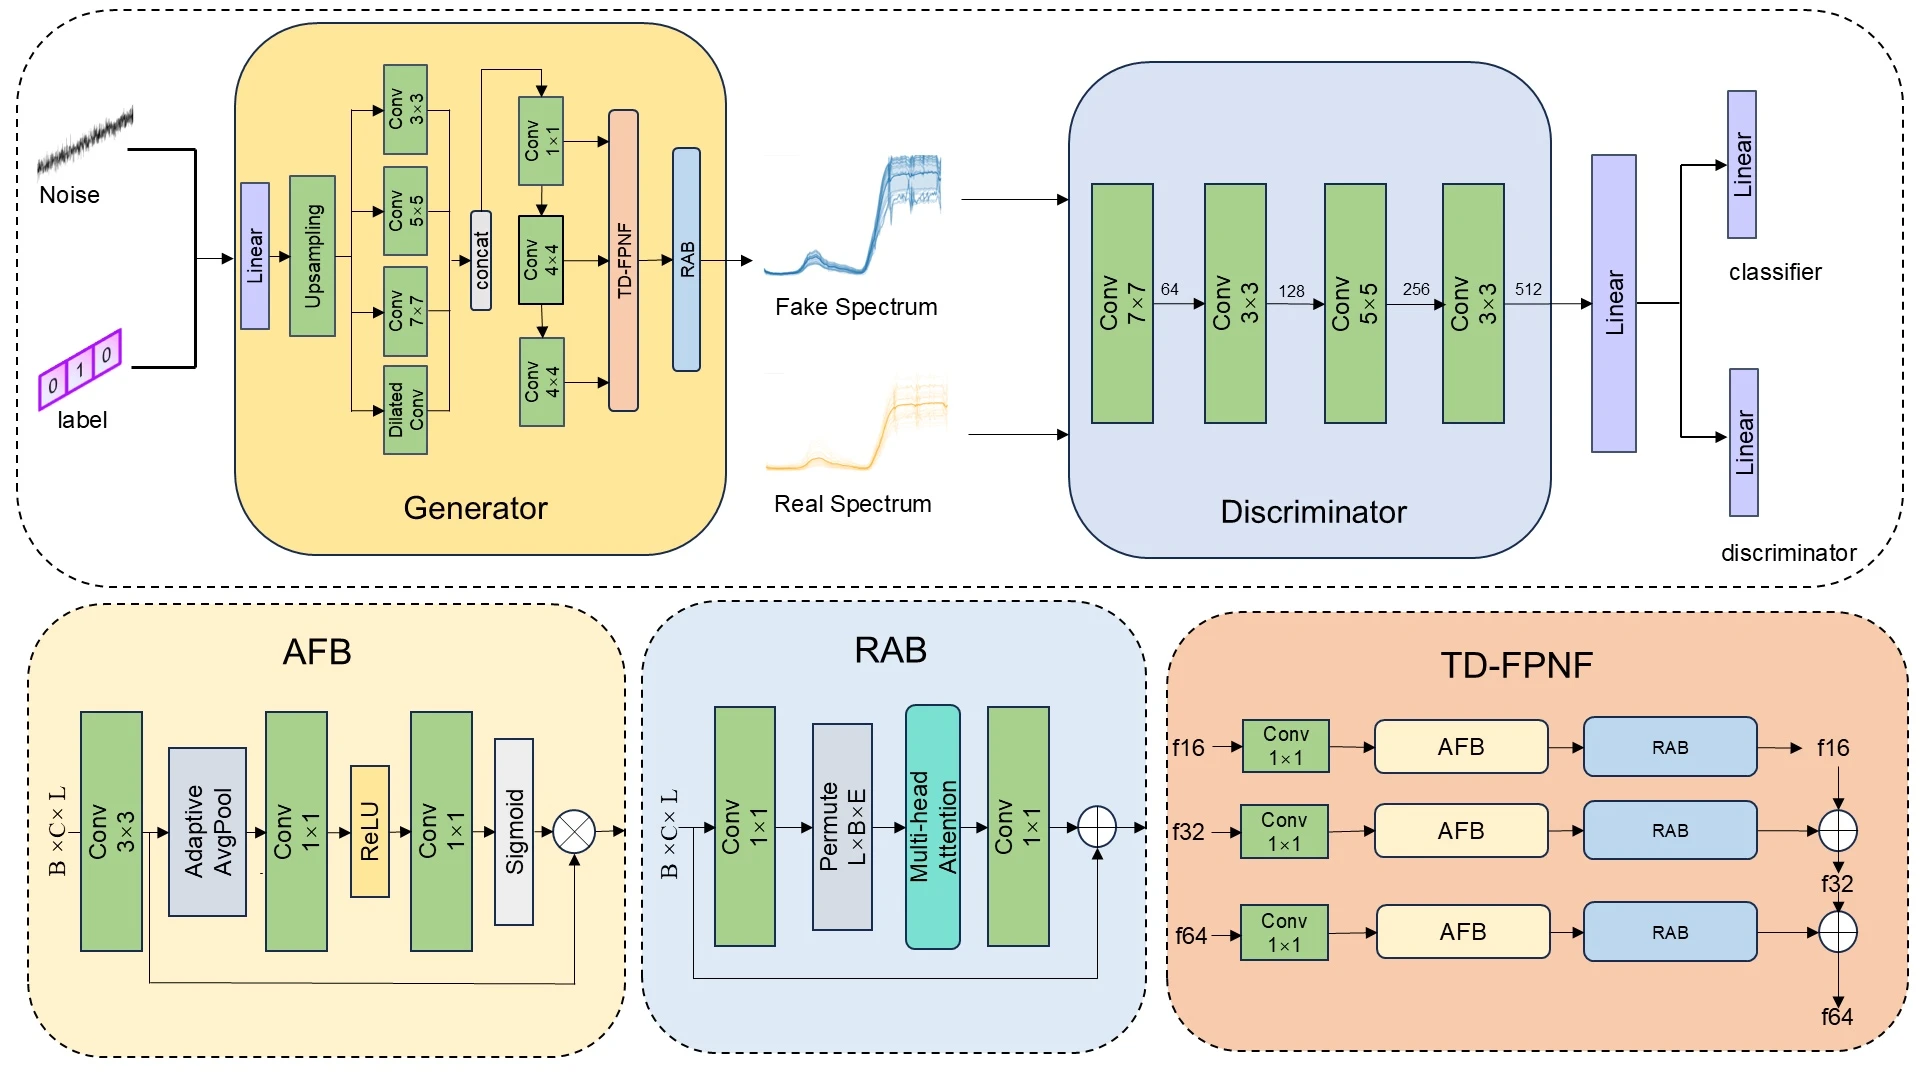 Noise
0 1 0
label
Linear
Upsampling
Conv
3×3
Conv
5×5
Conv
7×7
Dilated
Conv
concat
Conv
1×1
Conv
4×4
Conv
4×4
TD-FPNF
RAB
Generator
Fake Spectrum
Real Spectrum
Conv
7×7
64
Conv
3×3
128
Conv
5×5
256
Conv
3×3
512
Discriminator
Linear
Linear
classifier
Linear
discriminator
AFB
B ×C× L
Conv
3×3
Adaptive
AvgPool
Conv
1×1
ReLU
Conv
1×1
Sigmoid
RAB
B ×C× L
Conv
1×1
Permute
L×B×E
Multi-head
Attention
Conv
1×1
TD-FPNF
f16
Conv
1×1
AFB
RAB
f16
f32
Conv
1×1
AFB
RAB
f32
f64
Conv
1×1
AFB
RAB
f64